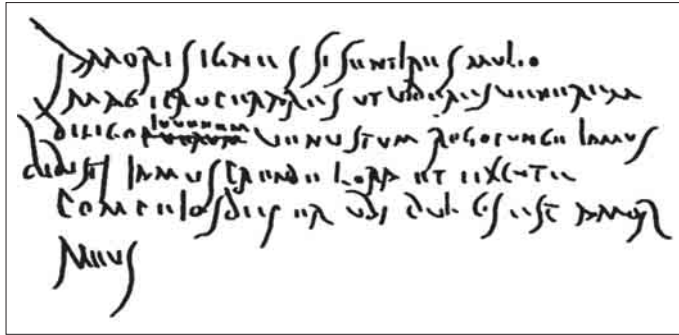 amoris ignes si sentires mulio
magi properares ut videres Venerem
diligo iuvenem venustum rogo punge iamus
bibisti iamus prende lora et excute
Pompeios defer ubi dulcis est amor
meus